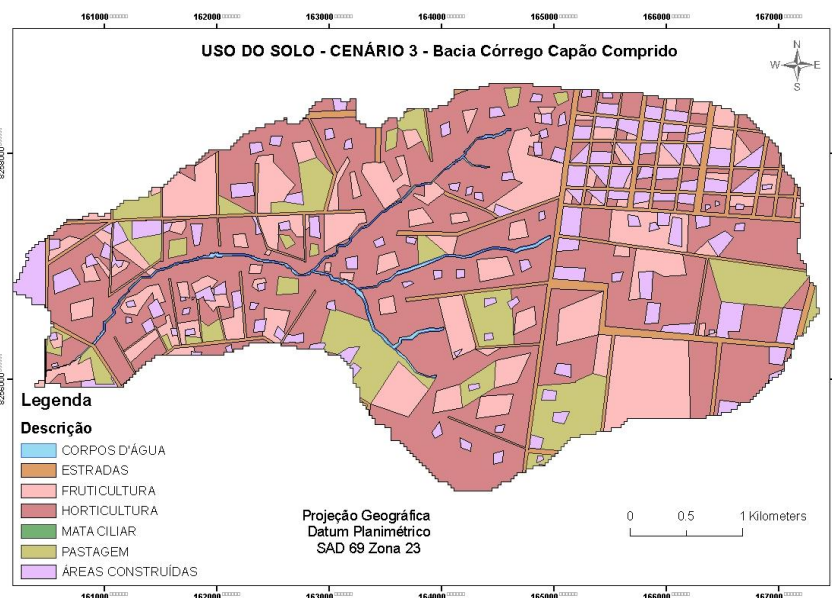 161000 162000 163000 164000 165000 166000 167000
USO DO SOLO - CENÁRIO 3 - Bacia Córrego Capão Comprido
N
W E
S
8258000
8256000
Legenda
Descrição
CORPOS D'ÁGUA
ESTRADAS
FRUTICULTURA
HORTICULTURA
MATA CILIAR
PASTAGEM
ÁREAS CONSTRUÍDAS
Projeção Geográfica
Datum Planimétrico
SAD 69 Zona 23
0 0.5 1 Kilometers
161000 162000 163000 164000 165000 166000 167000